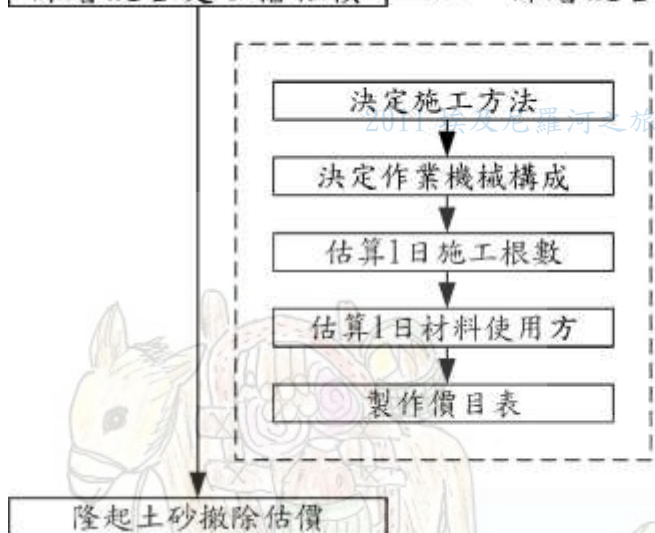 決定施工方法
2011 埃及尼羅河之旅
決定作業機械構成
估算1日施工根數
估算1日材料使用方
製作價目表
隆起土砂撤除估價